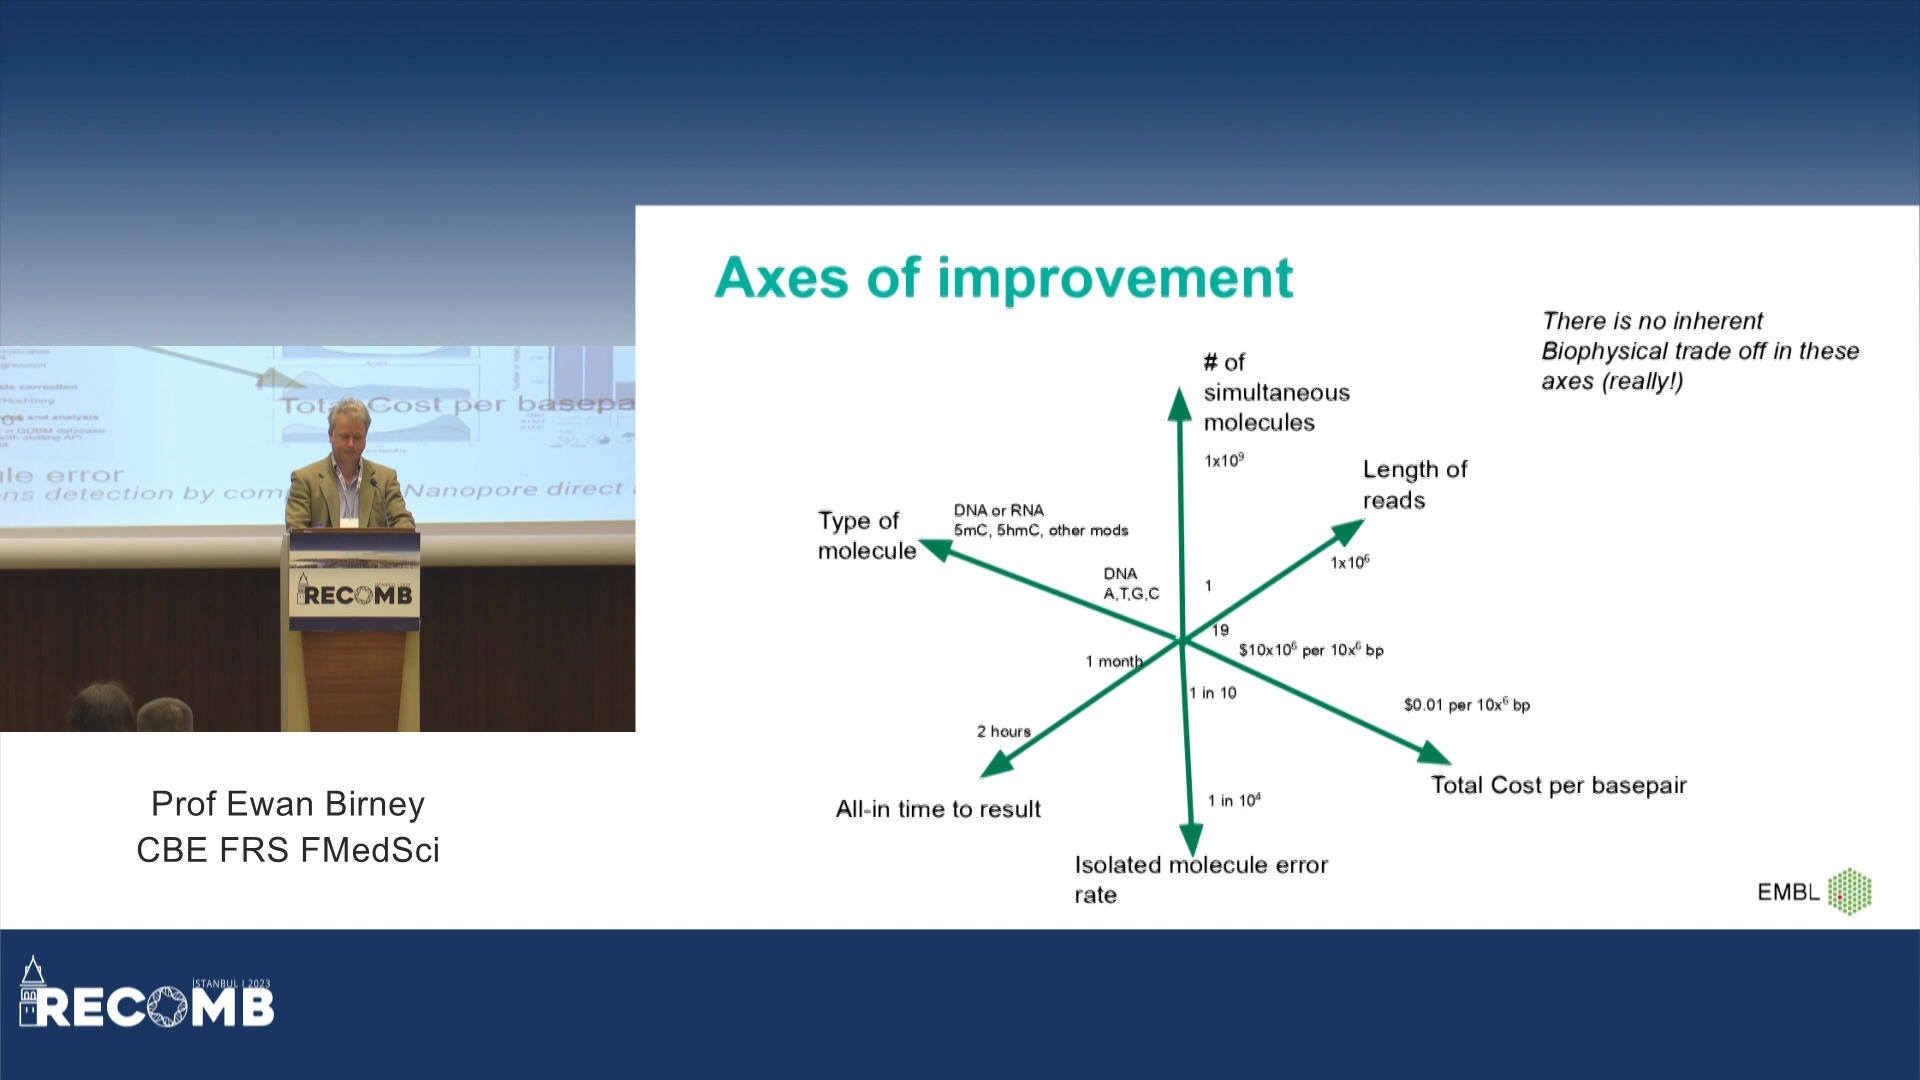 Axes of improvement
There is no inherent
Biophysical trade off in these
axes (really!)
# of
simultaneous
molecules
1x10⁹
Length of
reads
1x10⁶
Type of
molecule
DNA or RNA
5mC, 5hmC, other mods
DNA
A,T,G,C
1
19
$10x10⁶ per 10x⁶ bp
1 month
1 in 10
$0.01 per 10x⁶ bp
2 hours
Total Cost per basepair
All-in time to result
1 in 10⁴
Isolated molecule error
rate
EMBL
Total Cost per basepa
le error
ns detection by com
Nanopore direct
RECOMB
Prof Ewan Birney
CBE FRS FMedSci
İSTANBUL | 2023
RECOMB